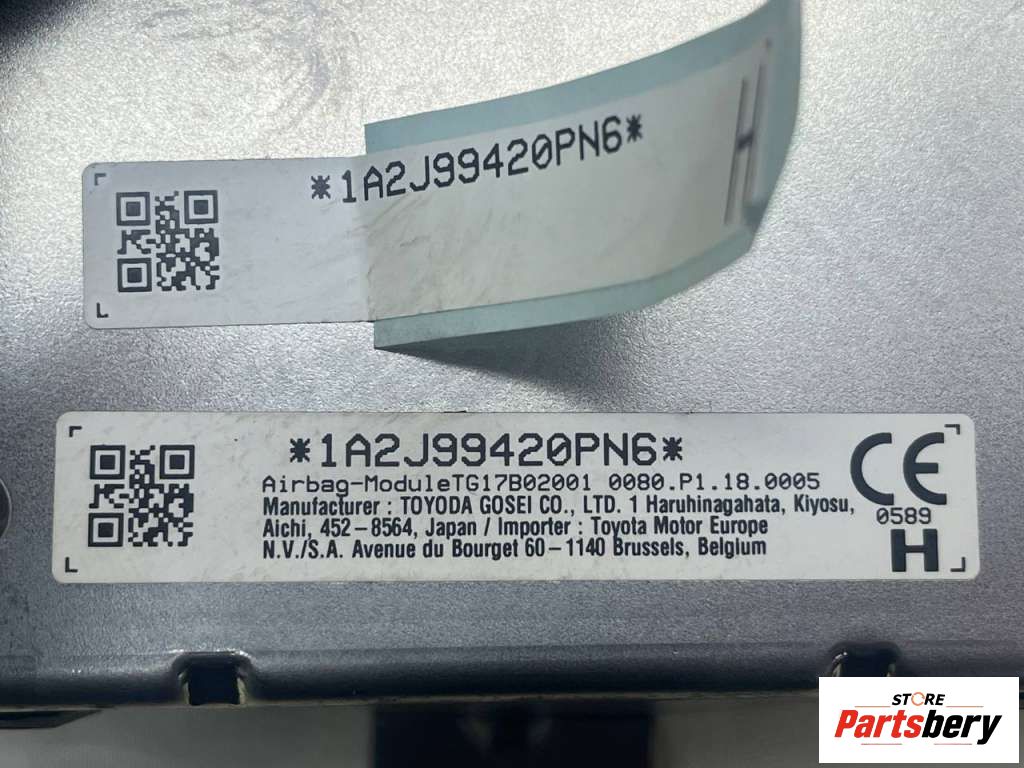 *1A2J99420PN6*
H
*1A2J99420PN6*
Airbag-ModuleTG17B02001 0080.P1.18.0005
Manufacturer : TOYODA GOSEI CO., LTD. 1 Haruhinagahata, Kiyosu,
Aichi, 452–8564, Japan / Importer : Toyota Motor Europe
N.V./S.A. Avenue du Bourget 60–1140 Brussels, Belgium
CE
0589
H
STORE
Partsbery